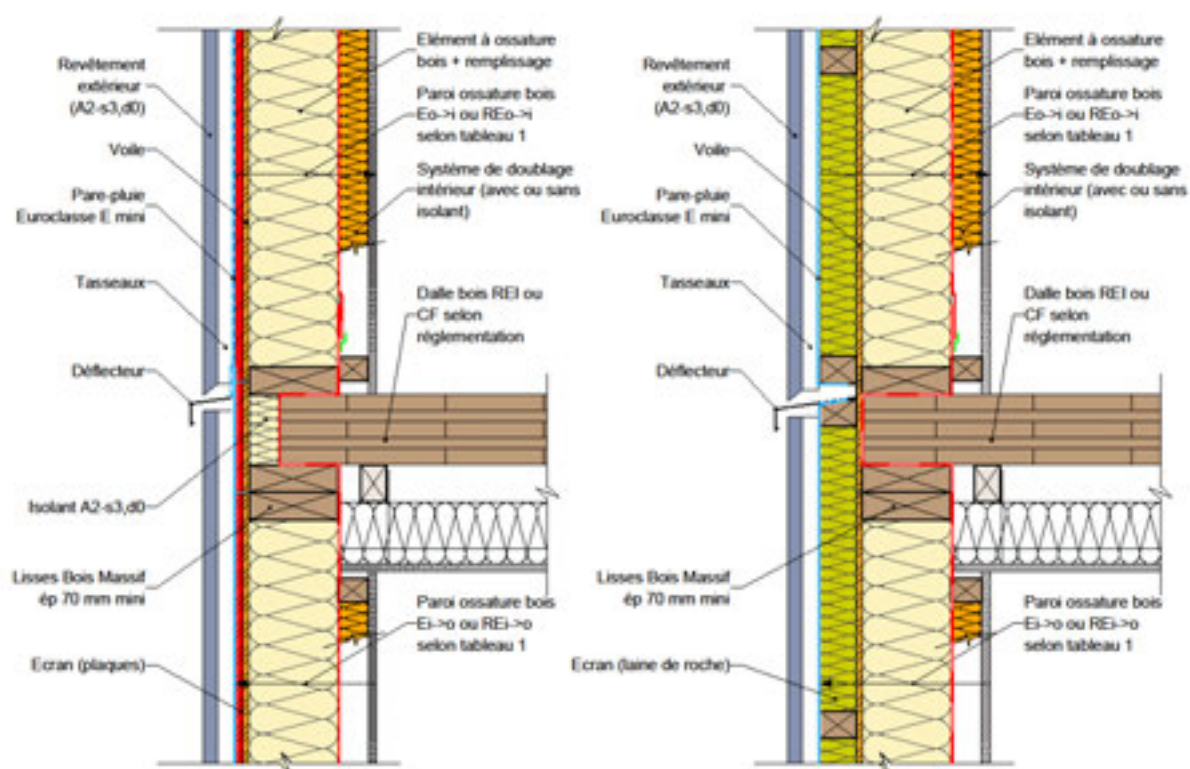 Revêtement
extérieur
(A2-s3,d0)
Voile
Pare-pluie
Euroclasse E mini
Tasseaux
Déflecteur
Isolant A2-s3,d0
Lisses Bois Massif
ép 70 mm mini
Ecran (plaques)
Elément à ossature
bois + remplissage
Paroi ossature bois
Eo->i ou REo->i
selon tableau 1
Système de doublage
intérieur (avec ou sans
isolant)
Dalle bois REI ou
CF selon
réglementation
Paroi ossature bois
Ei->o ou REi->o
selon tableau 1
Revêtement
extérieur
(A2-s3,d0)
Voile
Pare-pluie
Euroclasse E mini
Tasseaux
Déflecteur
Lisses Bois Massif
ép 70 mm mini
Ecran (laine de roche)
Elément à ossature
bois + remplissage
Paroi ossature bois
Eo->i ou REo->i
selon tableau 1
Système de doublage
intérieur (avec ou sans
isolant)
Dalle bois REI ou
CF selon
réglementation
Paroi ossature bois
Ei->o ou REi->o
selon tableau 1